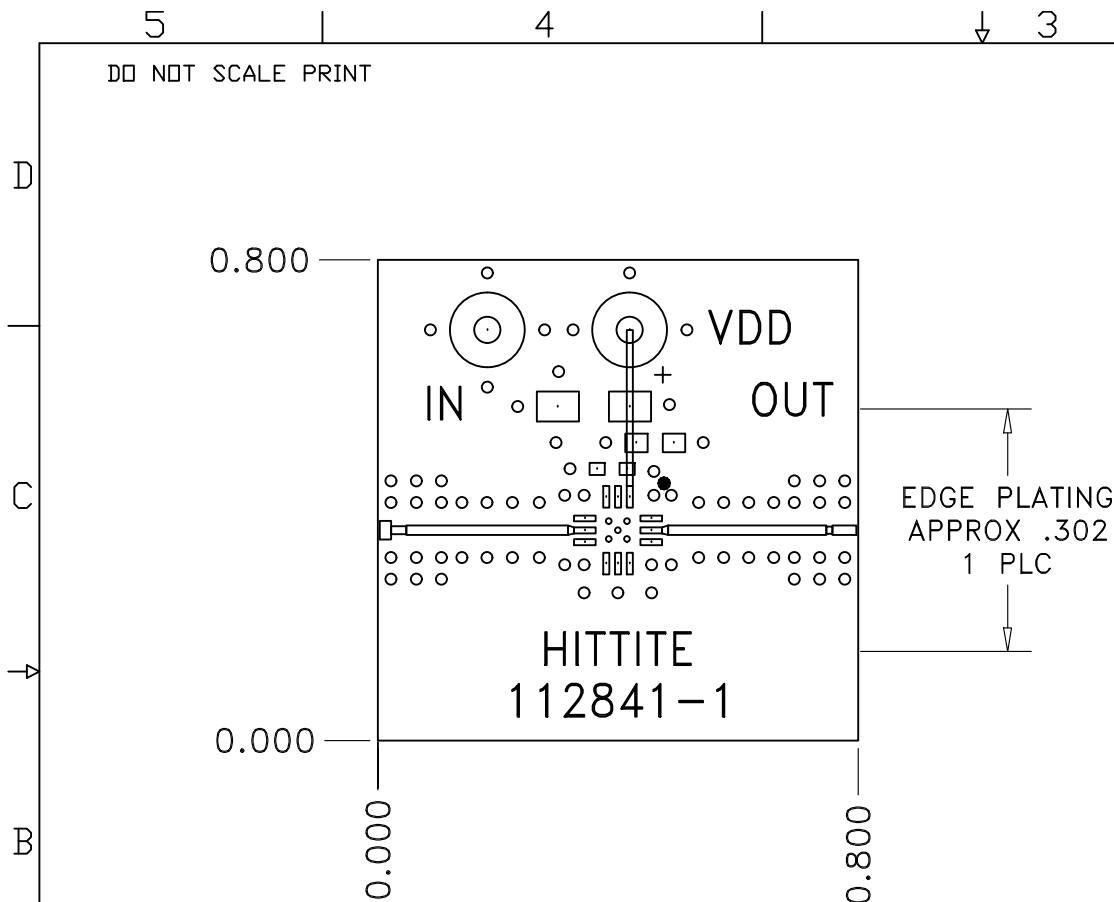 5 4 3
DO NOT SCALE PRINT
D
0.800
VDD
+
IN
OUT
C
EDGE PLATING
APPROX .302
1 PLC
HITTITE
112841-1
0.000
B
0.000
0.800